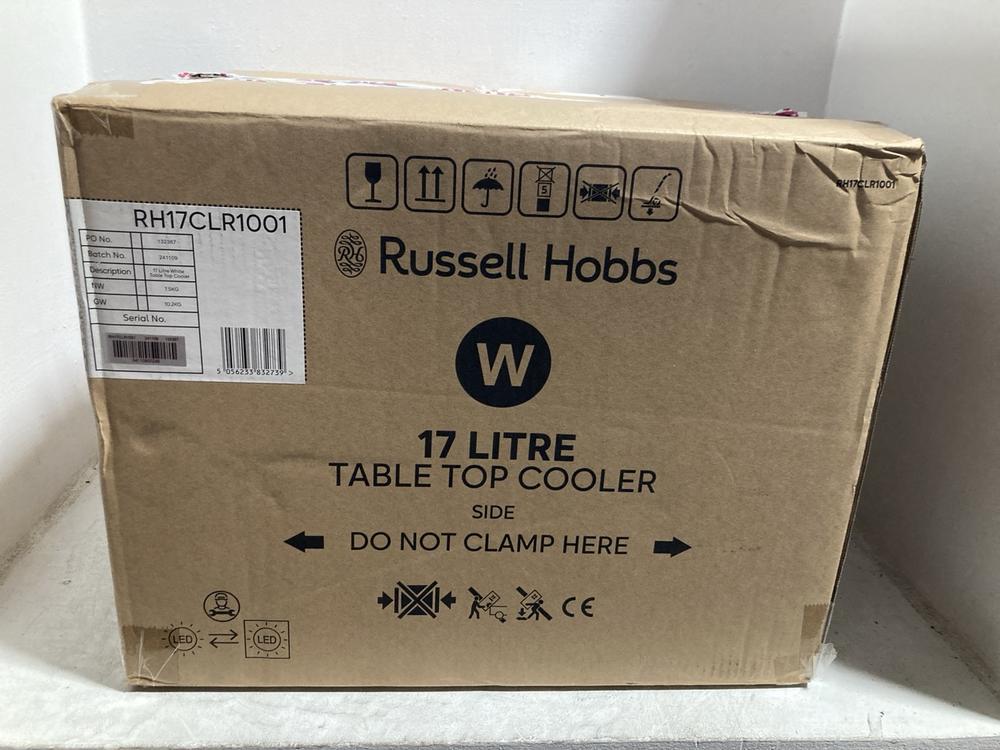 5
RH17CLR1001
RH17CLR1001
PO No. 132387
Batch No. 241109
Description 17 Litre White
Table Top Cooler
NW 7.5KG
GW 10.2KG
Serial No.
5 056233 832739 >
RH Russell Hobbs
W
17 LITRE
TABLE TOP COOLER
SIDE
DO NOT CLAMP HERE
CE
LED LED